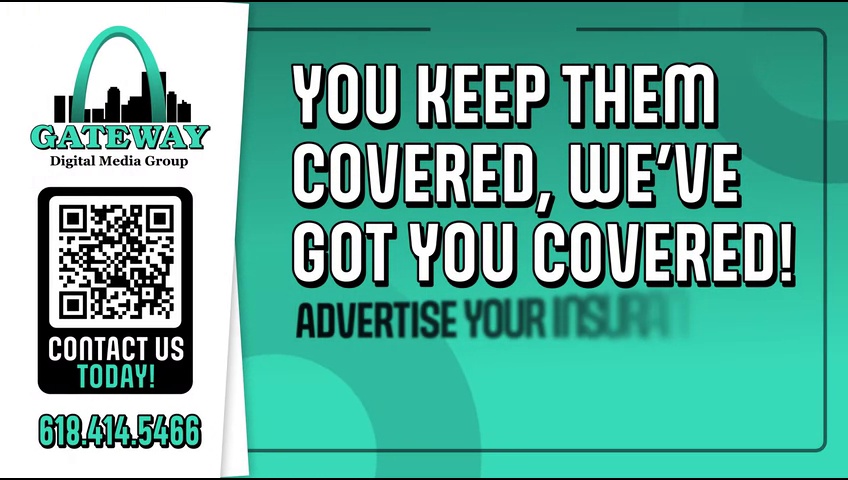 GATEWAY
Digital Media Group
CONTACT US
TODAY!
618.414.5466
YOU KEEP THEM
COVERED, WE'VE
GOT YOU COVERED!
ADVERTISE YOUR